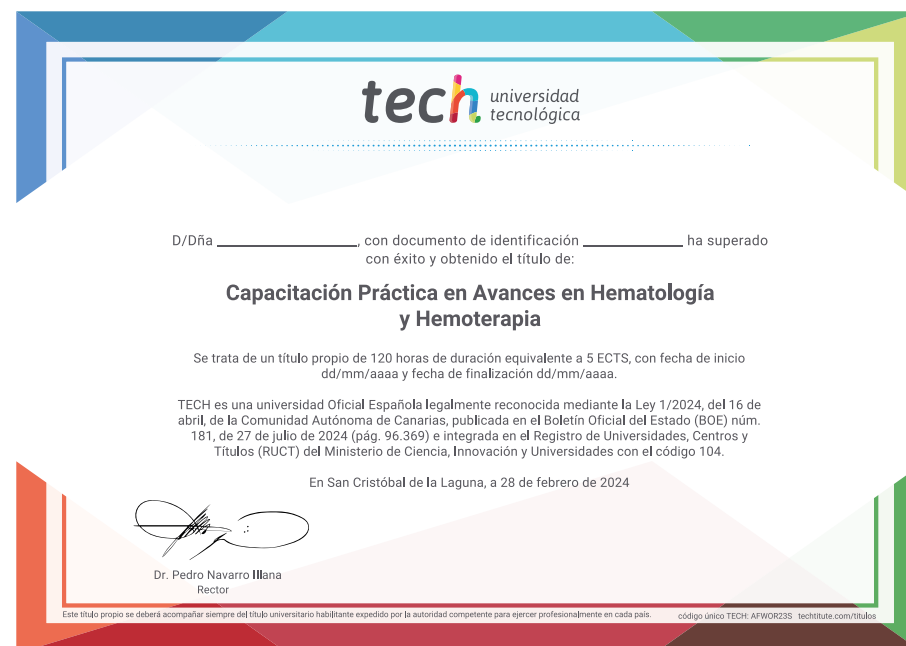 tech universidad
tecnológica
D/Dña ____________________, con documento de identificación ______________ ha superado
con éxito y obtenido el título de:
Capacitación Práctica en Avances en Hematología
y Hemoterapia
Se trata de un título propio de 120 horas de duración equivalente a 5 ECTS, con fecha de inicio
dd/mm/aaaa y fecha de finalización dd/mm/aaaa.
TECH es una universidad Oficial Española legalmente reconocida mediante la Ley 1/2024, del 16 de
abril, de la Comunidad Autónoma de Canarias, publicada en el Boletín Oficial del Estado (BOE) núm.
181, de 27 de julio de 2024 (pág. 96.369) e integrada en el Registro de Universidades, Centros y
Títulos (RUCT) del Ministerio de Ciencia, Innovación y Universidades con el código 104.
En San Cristóbal de la Laguna, a 28 de febrero de 2024
Dr. Pedro Navarro Illana
Rector
Este título propio se deberá acompañar siempre del título universitario habilitante expedido por la autoridad competente para ejercer profesionalmente en cada país.
código único TECH: AFWOR23S techtitute.com/titulos